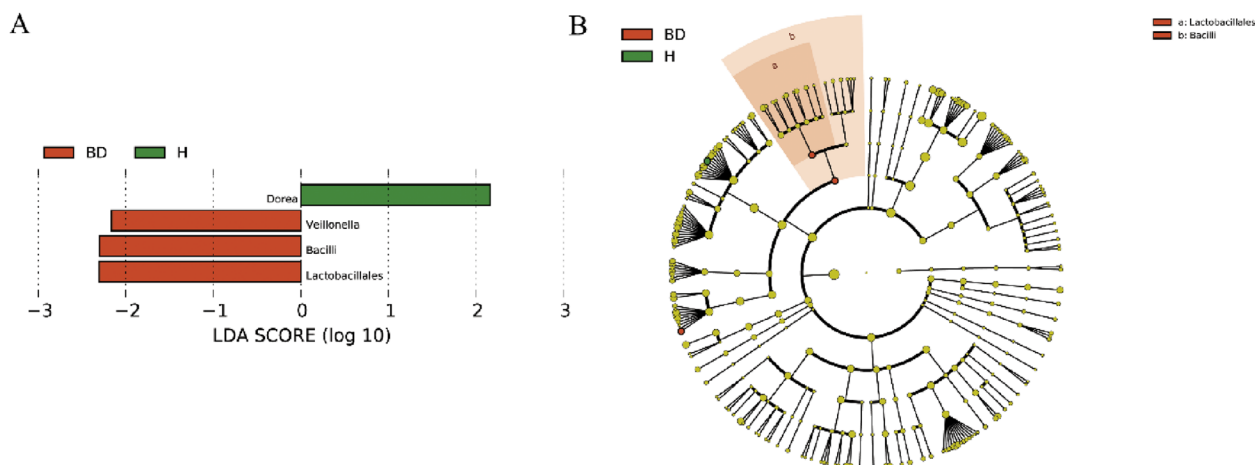 A
BD
H
Dorea
Veillonella
Bacilli
Lactobacillales
−3 −2 −1 0 1 2 3
LDA SCORE (log 10)
B
BD
H
b
a
a: Lactobacillales
b: Bacilli